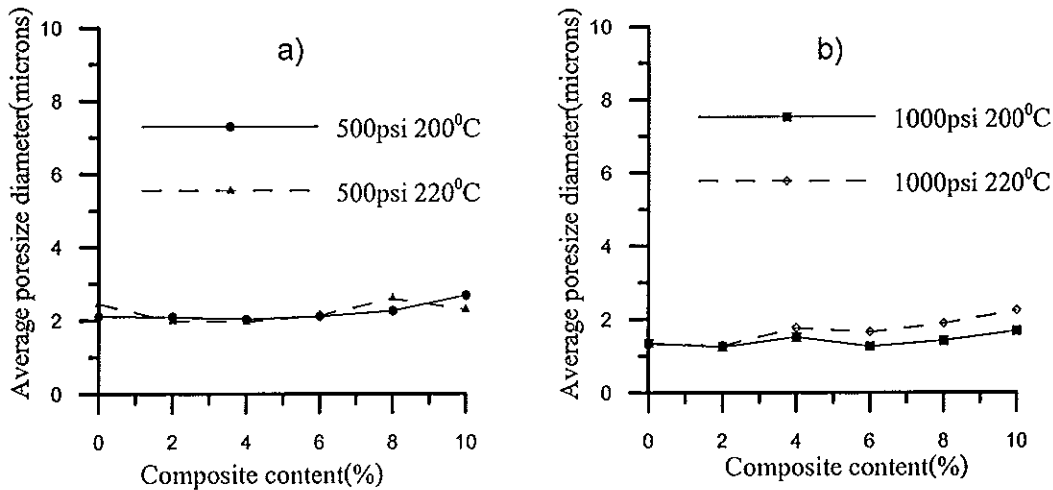 a)
Average poresize diameter(microns)
10
8
6
4
2
0
500psi 200⁰C
500psi 220⁰C
0 2 4 6 8 10
Composite content(%)
b)
Average poresize diameter(microns)
10
8
6
4
2
0
1000psi 200⁰C
1000psi 220⁰C
0 2 4 6 8 10
Composite content(%)